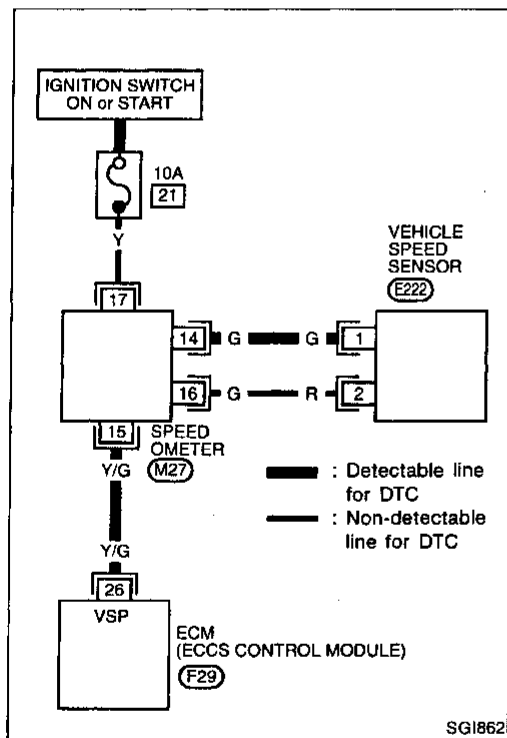 IGNITION SWITCH
ON or START
10A
21
Y
17
VEHICLE
SPEED
SENSOR
E222
14
G
G
1
16
G
R
2
15
SPEED
OMETER
M27
Y/G
: Detectable line
for DTC
: Non-detectable
line for DTC
Y/G
26
VSP
ECM
(ECCS CONTROL MODULE)
F29
SGI862